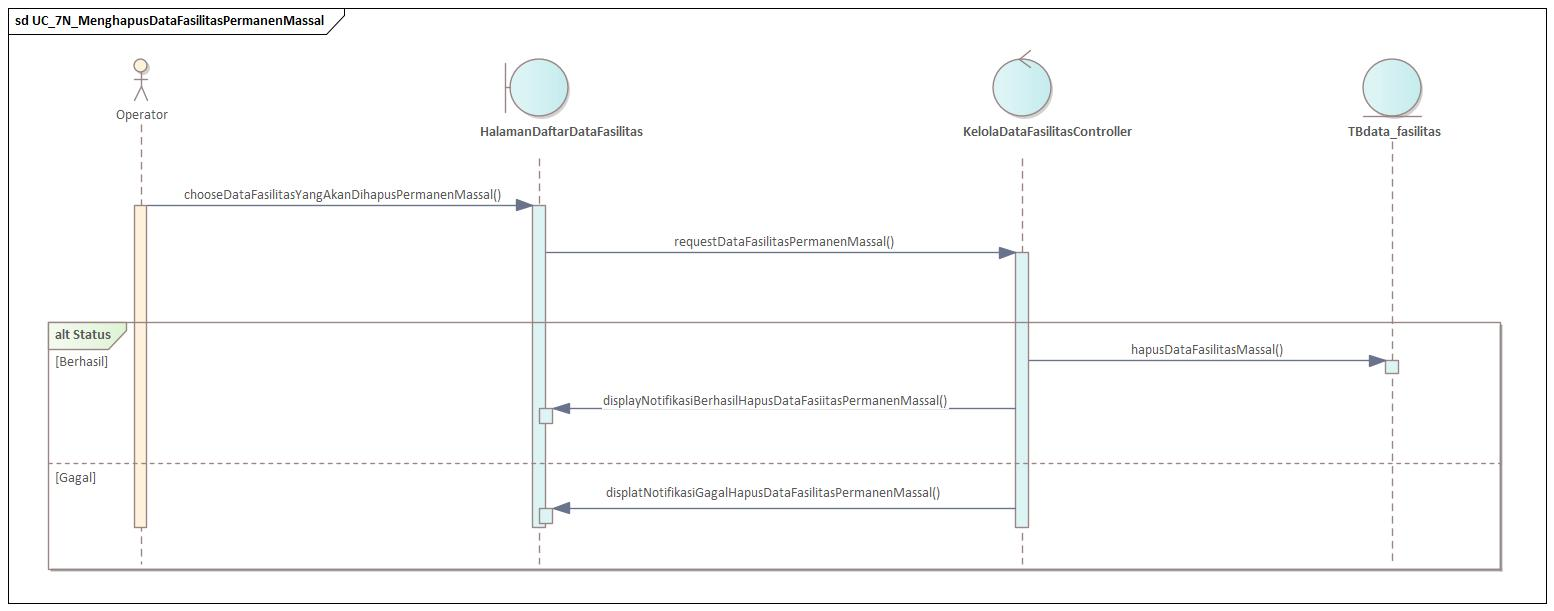 sd UC_7N_MenghapusDataFasilitasPermanenMassal
Operator
HalamanDaftarDataFasilitas
KelolaDataFasilitasController
TBdata_fasilitas
chooseDataFasilitasYangAkanDihapusPermanenMassal()
requestDataFasilitasPermanenMassal()
alt Status
[Berhasil]
hapusDataFasilitasMassal()
displayNotifikasiBerhasilHapusDataFasiitasPermanenMassal()
[Gagal]
displatNotifikasiGagalHapusDataFasilitasPermanenMassal()